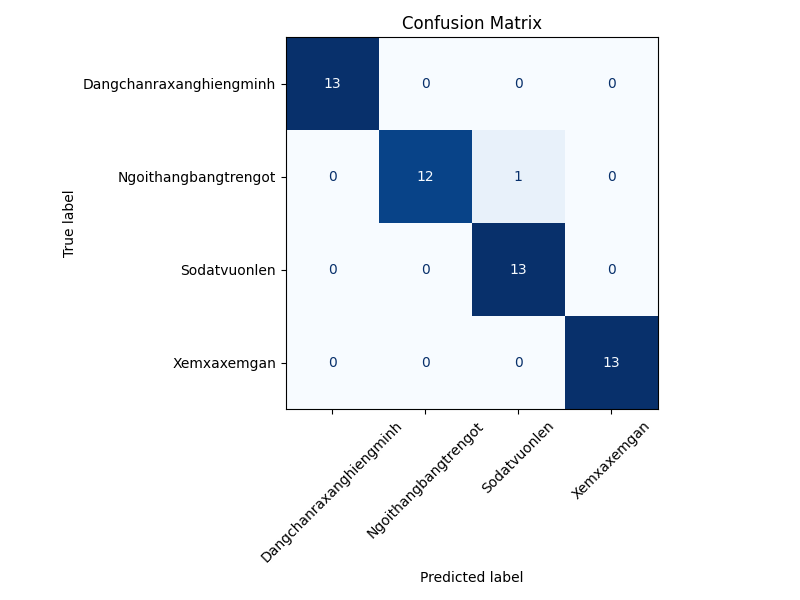 Confusion Matrix
Dangchanraxanghiengminh 13 0 0 0
Ngoithangbangtrengot 0 12 1 0
Sodatvuonlen 0 0 13 0
Xemxaxemgan 0 0 0 13
True label
Dangchanraxanghiengminh
Ngoithangbangtrengot
Sodatvuonlen
Xemxaxemgan
Predicted label